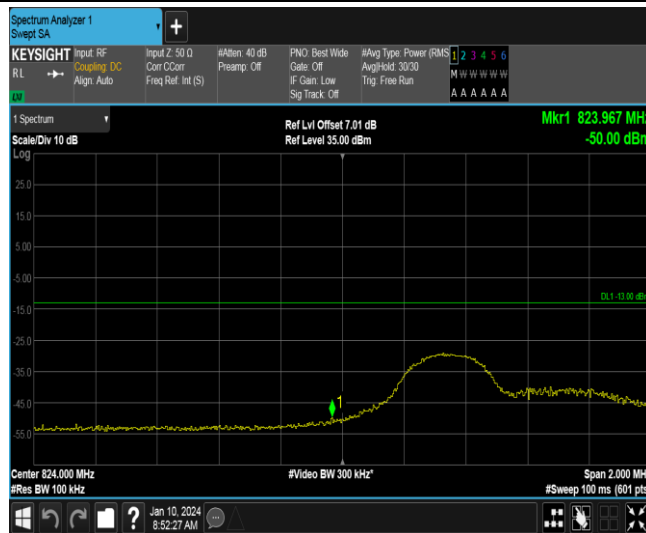 Spectrum Analyzer 1
Swept SA
+
KEYSIGHT
RL
Input: RF
Coupling: DC
Align: Auto
Input Z: 50 Ω
Corr CCorr
Freq Ref: Int (S)
#Atten: 40 dB
Preamp: Off
PNO: Best Wide
Gate: Off
IF Gain: Low
Sig Track: Off
#Avg Type: Power (RMS
Avg|Hold: 30/30
Trig: Free Run
1 2 3 4 5 6
M W W W W W
A A A A A A
1 Spectrum
Scale/Div 10 dB
Log
Ref Lvl Offset 7.01 dB
Ref Level 35.00 dBm
Mkr1 823.967 MHz
-50.00 dBm
25.0
15.0
5.00
-5.00
-15.0
-25.0
-35.0
-45.0
-55.0
DL1 -13.00 dBm
1
Center 824.000 MHz
#Res BW 100 kHz
#Video BW 300 kHz*
Span 2.000 MHz
#Sweep 100 ms (601 pts
?
Jan 10, 2024
8:52:27 AM